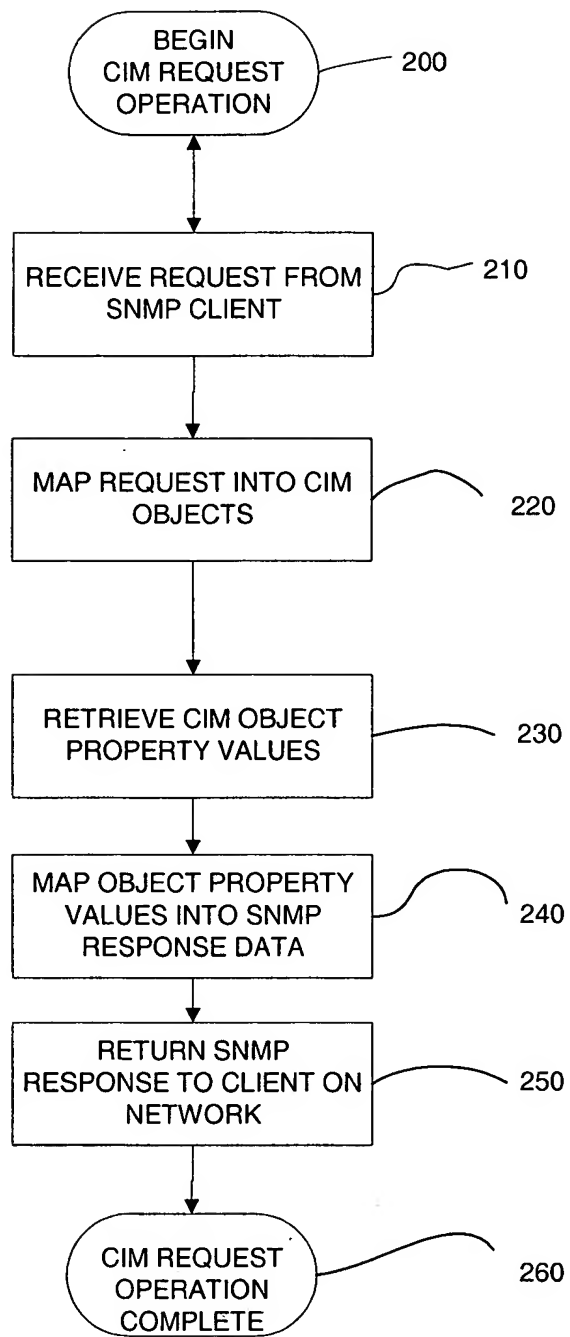 BEGIN
CIM REQUEST
OPERATION
200
RECEIVE REQUEST FROM
SNMP CLIENT
210
MAP REQUEST INTO CIM
OBJECTS
220
RETRIEVE CIM OBJECT
PROPERTY VALUES
230
MAP OBJECT PROPERTY
VALUES INTO SNMP
RESPONSE DATA
240
RETURN SNMP
RESPONSE TO CLIENT ON
NETWORK
250
CIM REQUEST
OPERATION
COMPLETE
260